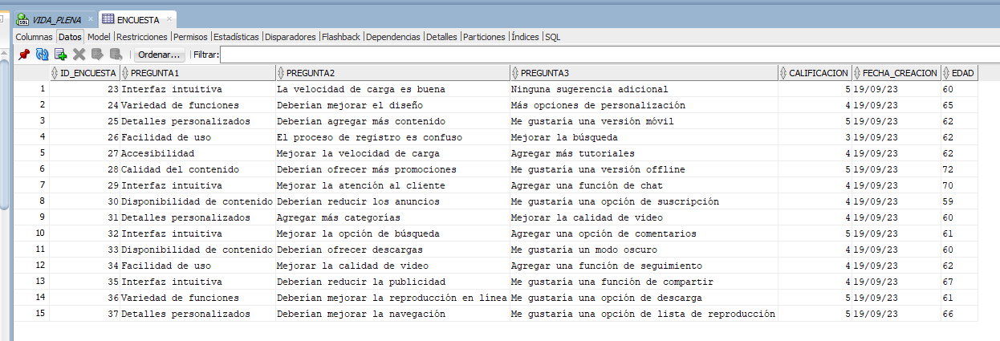 VIDA_PLENA ENCUESTA
Columnas Datos Model Restricciones Permisos Estadísticas Disparadores Flashback Dependencias Detalles Particiones Índices SQL
SQL Ordenar... Filtrar:
ID_ENCUESTA PREGUNTA1 PREGUNTA2 PREGUNTA3 CALIFICACION FECHA_CREACION EDAD
1 23 Interfaz intuitiva La velocidad de carga es buena Ninguna sugerencia adicional 5 19/09/23 60
2 24 Variedad de funciones Deberían mejorar el diseño Más opciones de personalización 4 19/09/23 65
3 25 Detalles personalizados Deberían agregar más contenido Me gustaría una versión móvil 5 19/09/23 62
4 26 Facilidad de uso El proceso de registro es confuso Mejorar la búsqueda 3 19/09/23 62
5 27 Accesibilidad Mejorar la velocidad de carga Agregar más tutoriales 4 19/09/23 62
6 28 Calidad del contenido Deberían ofrecer más promociones Me gustaría una versión offline 5 19/09/23 72
7 29 Interfaz intuitiva Mejorar la atención al cliente Agregar una función de chat 4 19/09/23 70
8 30 Disponibilidad de contenido Deberían reducir los anuncios Me gustaría una opción de suscripción 4 19/09/23 59
9 31 Detalles personalizados Agregar más categorías Mejorar la calidad de video 4 19/09/23 60
10 32 Interfaz intuitiva Mejorar la opción de búsqueda Agregar una opción de comentarios 5 19/09/23 61
11 33 Disponibilidad de contenido Deberían ofrecer descargas Me gustaría un modo oscuro 4 19/09/23 60
12 34 Facilidad de uso Mejorar la calidad de video Agregar una función de seguimiento 4 19/09/23 62
13 35 Interfaz intuitiva Deberían reducir la publicidad Me gustaría una función de compartir 4 19/09/23 67
14 36 Variedad de funciones Deberían mejorar la reproducción en línea Me gustaría una opción de descarga 5 19/09/23 61
15 37 Detalles personalizados Deberían mejorar la navegación Me gustaría una opción de lista de reproducción 5 19/09/23 66